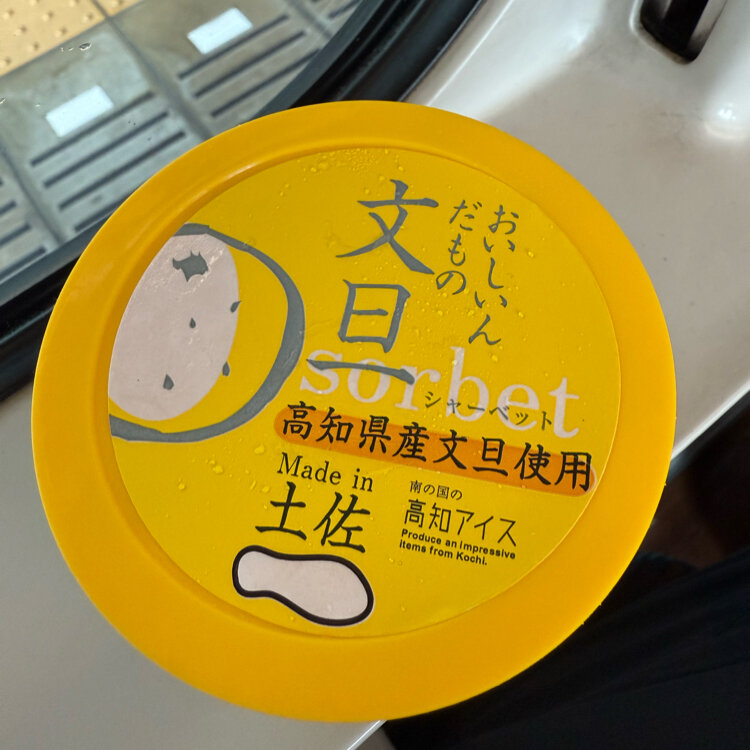 おいしいんだもの
文旦
sorbet
シャーベット
高知県産文旦使用
Made in
土佐
南の国の
高知アイス
Produce an impressive
items from Kochi.